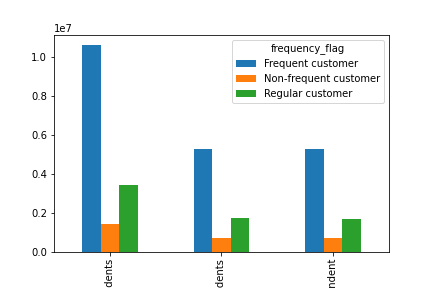 1e7
frequency_flag
Frequent customer
Non-frequent customer
Regular customer
1.0
0.8
0.6
0.4
0.2
0.0
dents
dents
ndent